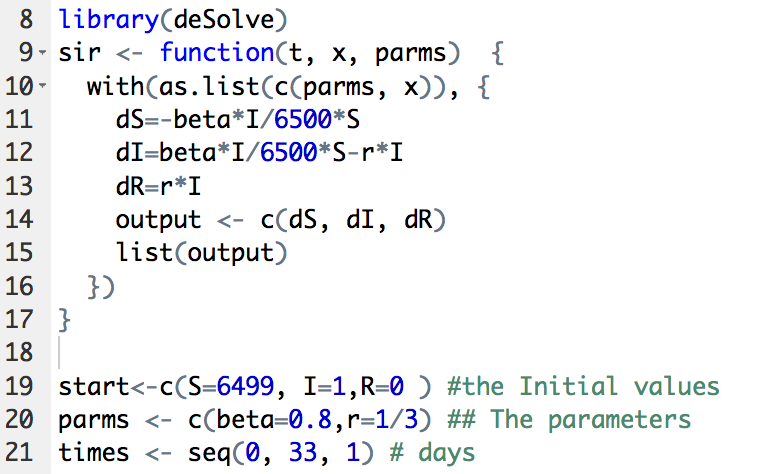 8 library(deSolve)
9 sir <- function(t, x, parms)  {
10   with(as.list(c(parms, x)), {
11     dS=-beta*I/6500*S
12     dI=beta*I/6500*S-r*I
13     dR=r*I
14     output <- c(dS, dI, dR)
15     list(output)
16   })
17 }
18
19 start<-c(S=6499, I=1,R=0 ) #the Initial values
20 parms <- c(beta=0.8,r=1/3) ## The parameters
21 times <- seq(0, 33, 1) # days